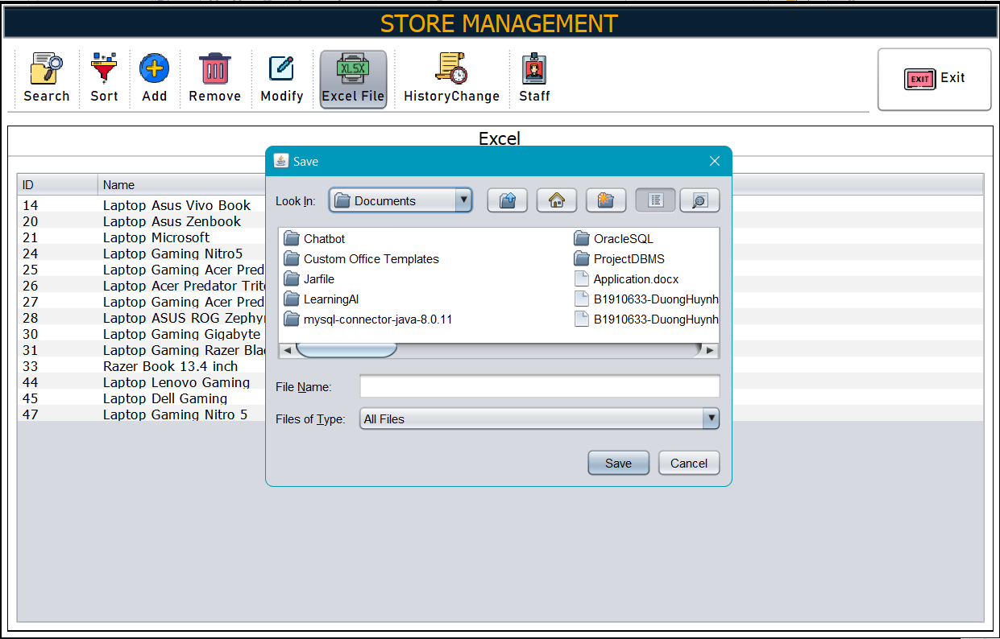 STORE MANAGEMENT
Search Sort Add Remove Modify XLSX Excel File HistoryChange Staff EXIT Exit
Excel
Save
ID Name
Look In: Documents
14 Laptop Asus Vivo Book
20 Laptop Asus Zenbook
21 Laptop Microsoft
24 Laptop Gaming Nitro5
25 Laptop Gaming Acer Pred
26 Laptop Acer Predator Trit
27 Laptop Gaming Acer Pred
28 Laptop ASUS ROG Zephy
30 Laptop Gaming Gigabyte
31 Laptop Gaming Razer Bla
33 Razer Book 13.4 inch
44 Laptop Lenovo Gaming
45 Laptop Dell Gaming
47 Laptop Gaming Nitro 5
Chatbot OracleSQL
Custom Office Templates ProjectDBMS
Jarfile Application.docx
LearningAI B1910633-DuongHuynh
mysql-connector-java-8.0.11 B1910633-DuongHuynh
File Name:
Files of Type: All Files
Save Cancel